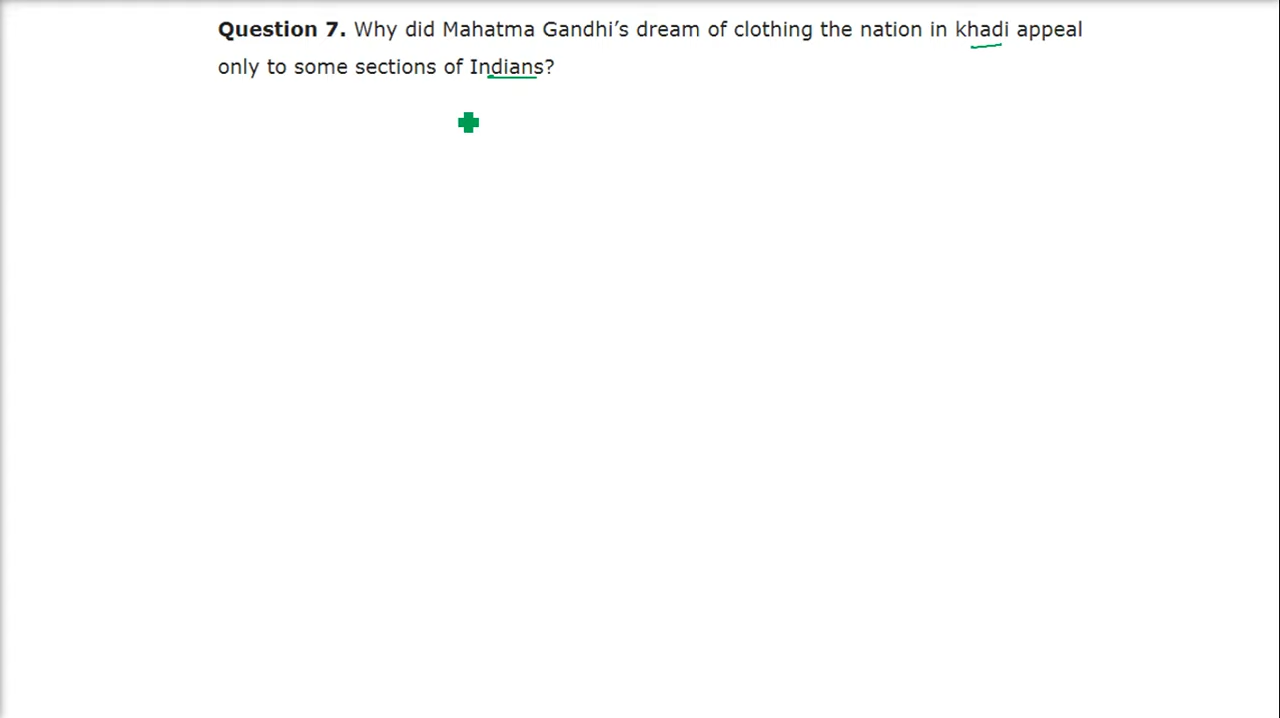 Question 7. Why did Mahatma Gandhi’s dream of clothing the nation in khadi appeal
only to some sections of Indians?